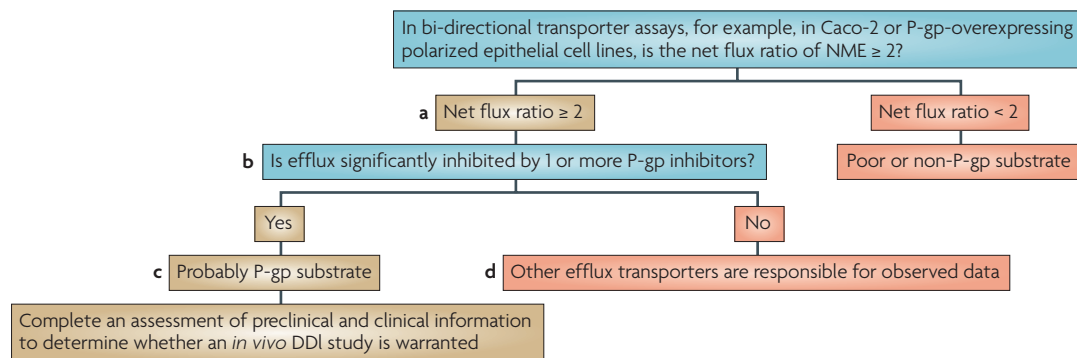 In bi-directional transporter assays, for example, in Caco-2 or P-gp-overexpressing
polarized epithelial cell lines, is the net flux ratio of NME ≥ 2?
a Net flux ratio ≥ 2
Net flux ratio < 2
b Is efflux significantly inhibited by 1 or more P-gp inhibitors?
Poor or non-P-gp substrate
Yes
No
c Probably P-gp substrate
d Other efflux transporters are responsible for observed data
Complete an assessment of preclinical and clinical information
to determine whether an in vivo DDI study is warranted